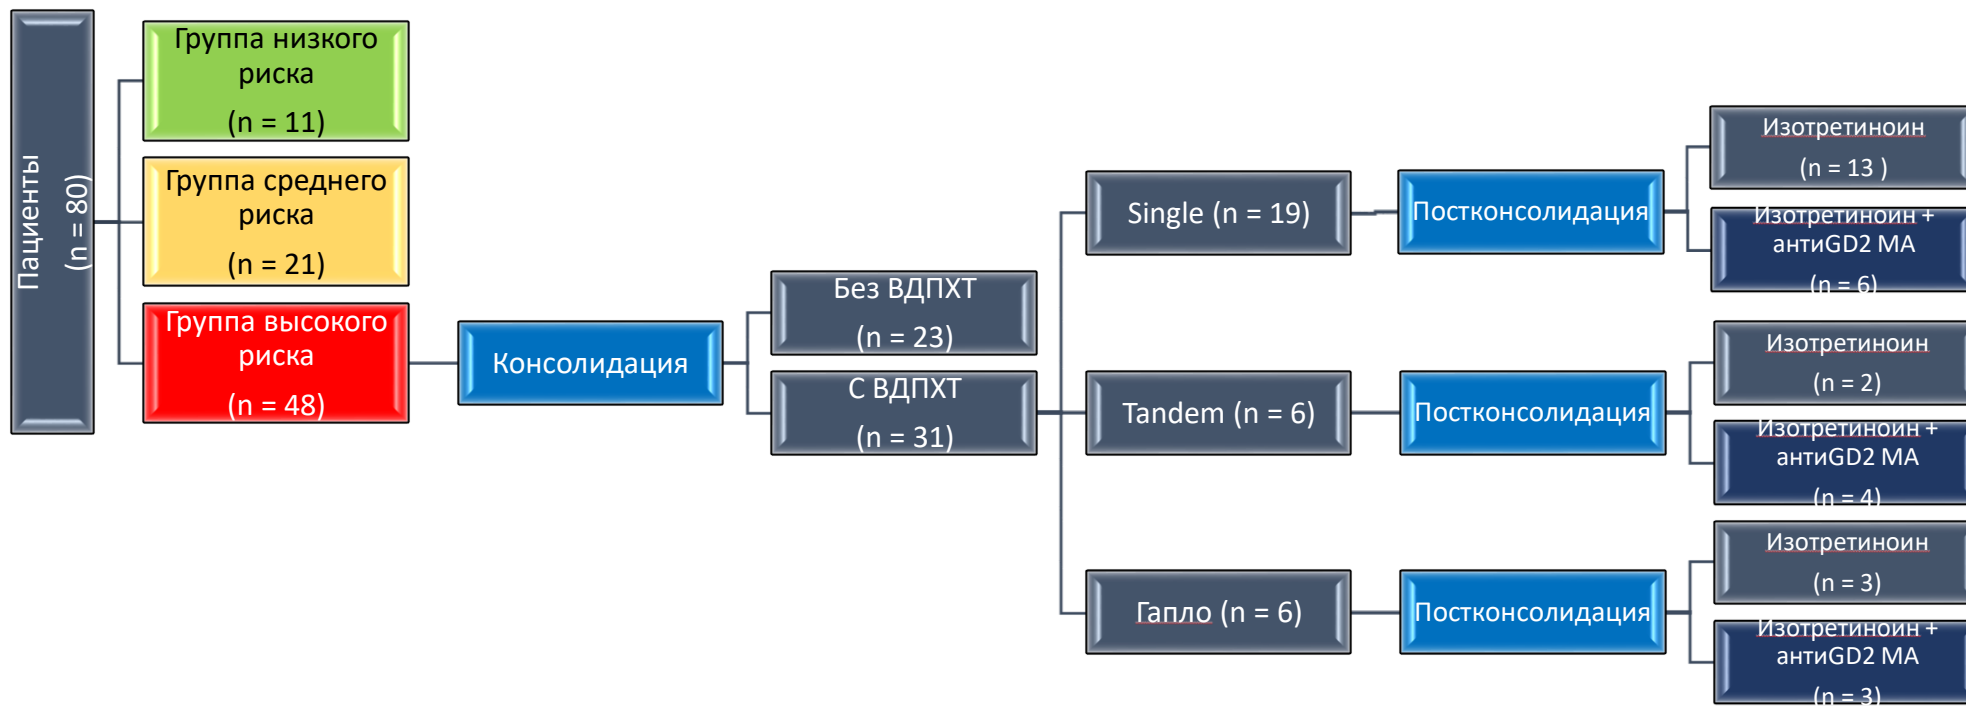 Пациенты
(n = 80)
Группа низкого
риска
(n = 11)
Группа среднего
риска
(n = 21)
Группа высокого
риска
(n = 48)
Консолидация
Без ВДПХТ
(n = 23)
С ВДПХТ
(n = 31)
Single (n = 19)
Постконсолидация
Изотретиноин
(n = 13 )
Изотретиноин +
антиGD2 МА
(n = 6)
Tandem (n = 6)
Постконсолидация
Изотретиноин
(n = 2)
Изотретиноин +
антиGD2 МА
(n = 4)
Гапло (n = 6)
Постконсолидация
Изотретиноин
(n = 3)
Изотретиноин +
антиGD2 МА
(n = 3)